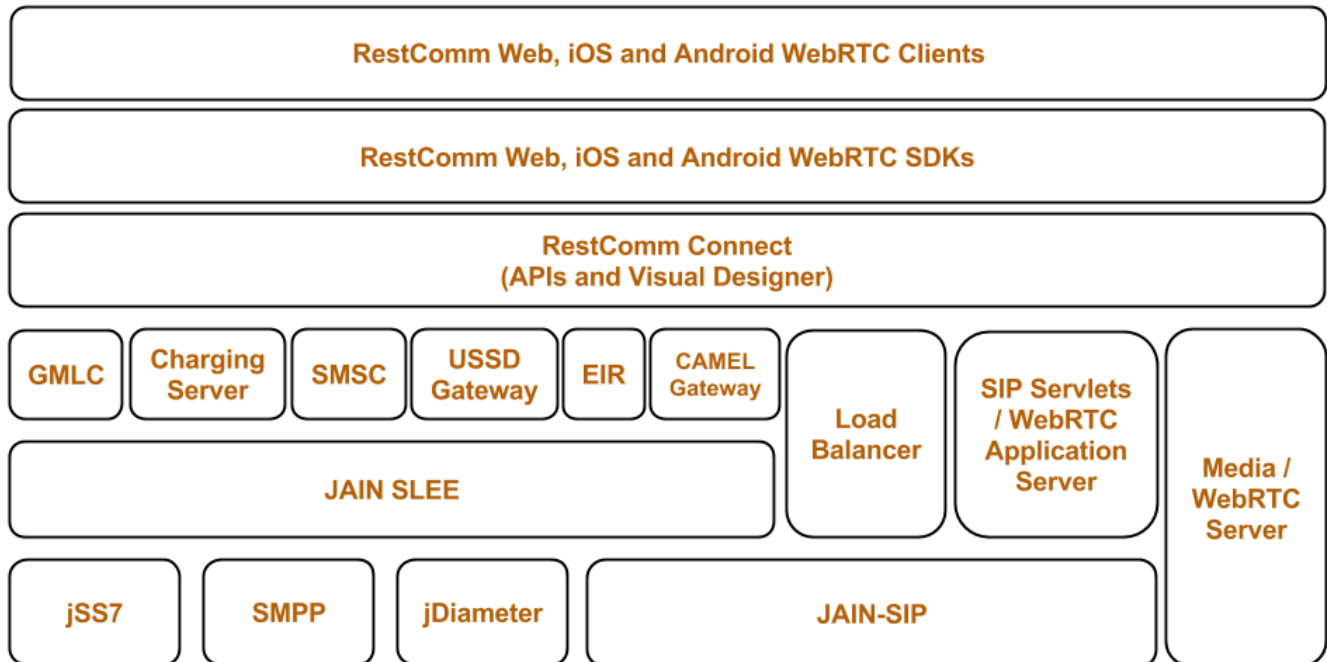 RestComm Web, iOS and Android WebRTC Clients
RestComm Web, iOS and Android WebRTC SDKs
RestComm Connect
(APIs and Visual Designer)
GMLC
Charging
Server
SMSC
USSD
Gateway
EIR
CAMEL
Gateway
Load
Balancer
SIP Servlets
/ WebRTC
Application
Server
Media /
WebRTC
Server
JAIN SLEE
jSS7
SMPP
jDiameter
JAIN-SIP